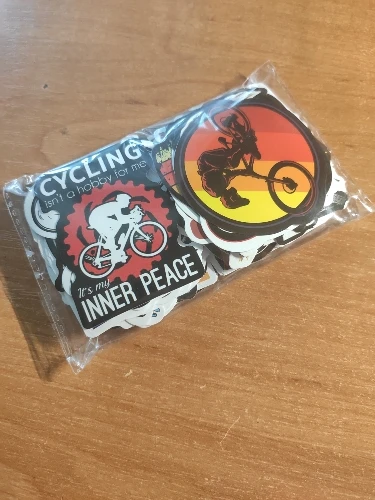 CYCLING
isn't a hobby for me
It's my
INNER PEACE